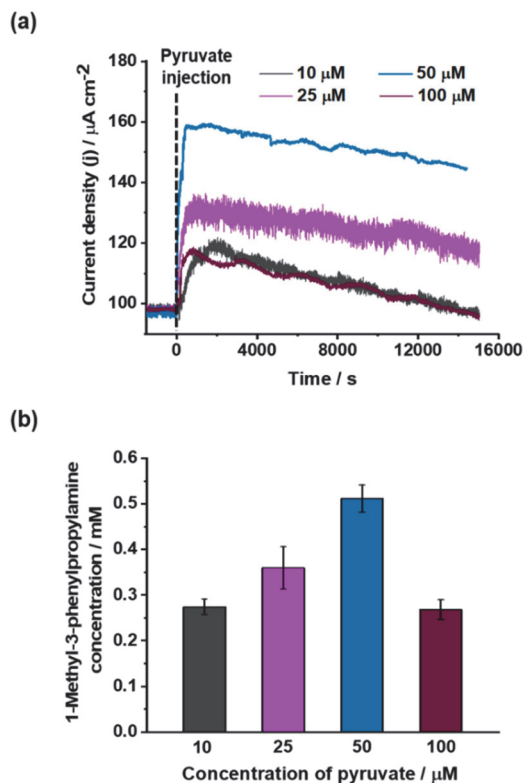 (a)
Pyruvate
injection
10 μM
50 μM
25 μM
100 μM
180
160
140
120
100
0
4000
8000
12000
16000
Current density (j) / μA cm⁻²
Time / s
(b)
0.6
0.5
0.4
0.3
0.2
0.1
0.0
10
25
50
100
1-Methyl-3-phenylpropylamine
concentration / mM
Concentration of pyruvate / μM